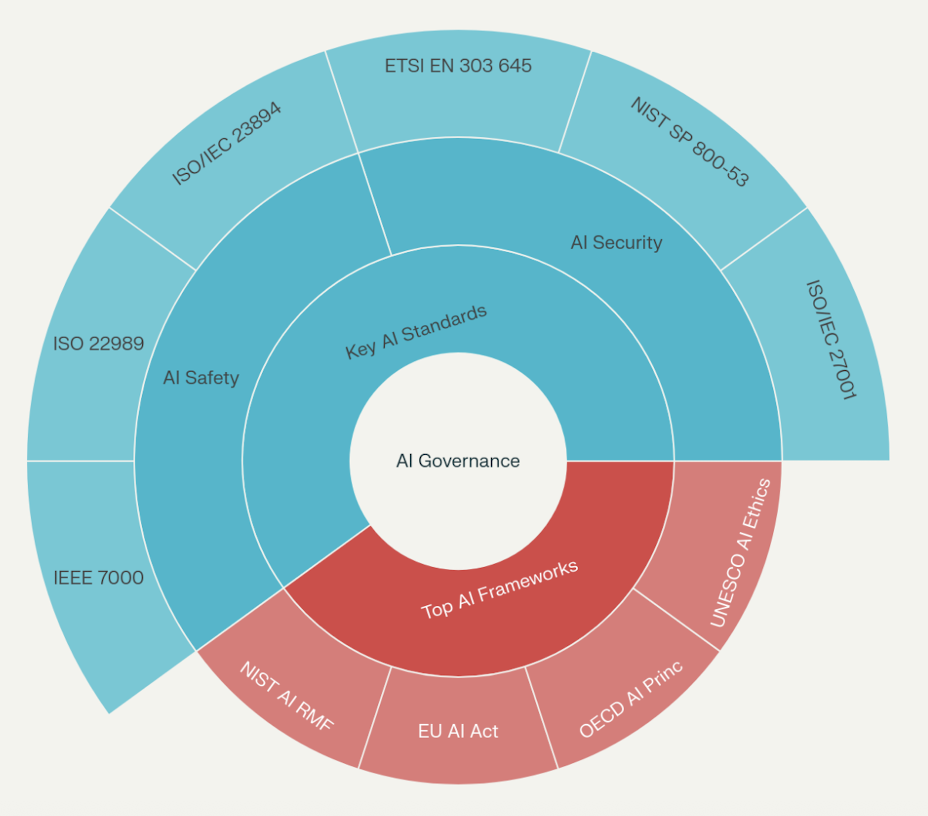 AI Governance
Key AI Standards
AI Safety
IEEE 7000
ISO 22989
ISO/IEC 23894
AI Security
ETSI EN 303 645
NIST SP 800-53
ISO/IEC 27001
Top AI Frameworks
NIST AI RMF
EU AI Act
OECD AI Princ
UNESCO AI Ethics